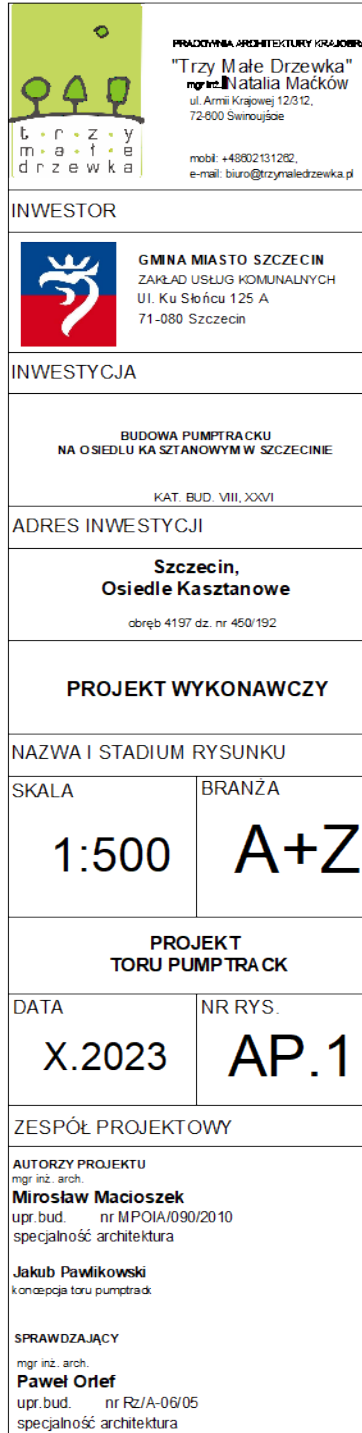 PRACOWNIA ARCHITEKTURY KRAJOBR
"Trzy Małe Drzewka"
mgr inż. Natalia Maćków
ul. Armii Krajowej 12/312,
72-600 Swinoujście
mobil: +48602131262,
e-mail: biuro@trzymaledrzewka.pl
t·r·z·y
m·a·ł·e
drzewka
INWESTOR
GMINA MIASTO SZCZECIN
ZAKŁAD USŁUG KOMUNALNYCH
Ul. Ku Słońcu 125 A
71-080 Szczecin
INWESTYCJA
BUDOWA PUMPTRACKU
NA OSIEDLU KASZTANOWYM W SZCZECINIE
KAT. BUD. VIII, XXVI
ADRES INWESTYCJI
Szczecin,
Osiedle Kasztanowe
obręb 4197 dz. nr 450/192
PROJEKT WYKONAWCZY
NAZWA I STADIUM RYSUNKU
SKALA
1:500
BRANŻA
A+Z
PROJEKT
TORU PUMPTRACK
DATA
X.2023
NR RYS.
AP.1
ZESPÓŁ PROJEKTOWY
AUTORZY PROJEKTU
mgr inż. arch.
Mirosław Macioszek
upr.bud. nr MPOIA/090/2010
specjalność architektura
Jakub Pawlikowski
koncepcja toru pumptrack
SPRAWDZAJĄCY
mgr inż. arch.
Paweł Orlef
upr.bud. nr Rz/A-06/05
specjalność architektura